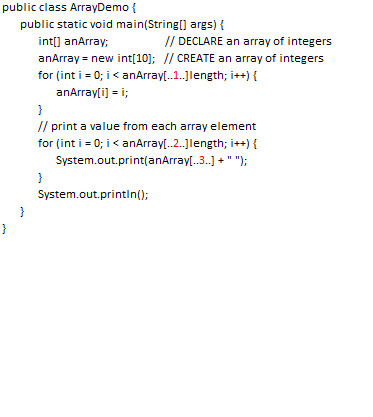 public class ArrayDemo {
public static void main(String[] args) {
int[] anArray; // DECLARE an array of integers
anArray = new int[10]; // CREATE an array of integers
for (int i = 0; i < anArray[..1..]length; i++) {
anArray[i] = i;
}
// print a value from each array element
for (int i = 0; i < anArray[..2..]length; i++) {
System.out.print(anArray[..3..] + " ");
}
System.out.println();
}
}